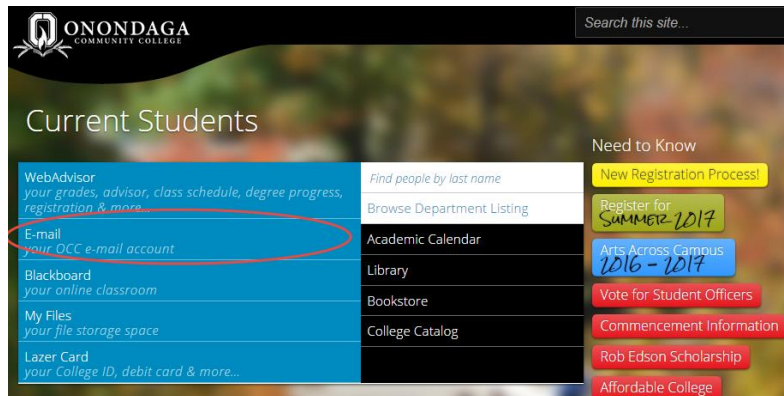 ONONDAGA
COMMUNITY COLLEGE
Search this site...
Current Students
WebAdvisor
your grades, advisor, class schedule, degree progress,
registration & more...
E-mail
your OCC e-mail account
Blackboard
your online classroom
My Files
your file storage space
Lazer Card
your College ID, debit card & more...
Find people by last name
Browse Department Listing
Academic Calendar
Library
Bookstore
College Catalog
Need to Know
New Registration Process!
Register for
SUMMER 2017
Arts Across Campus
2016 - 2017
Vote for Student Officers
Commencement Information
Rob Edson Scholarship
Affordable College